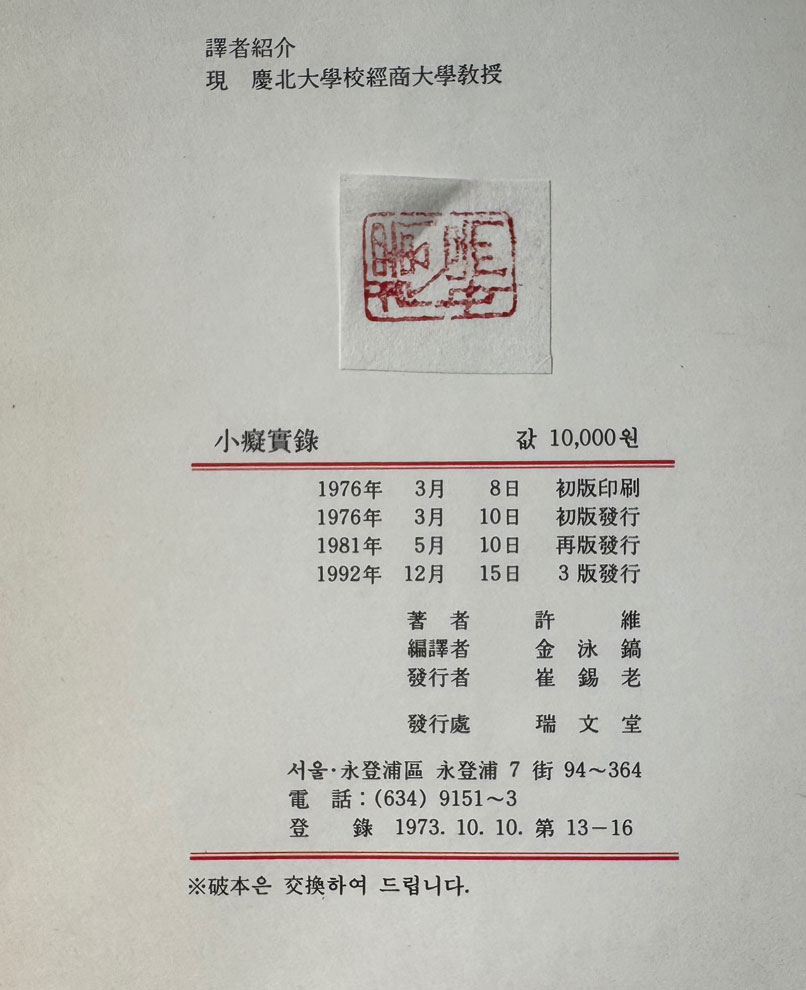 譯者紹介
現 慶北大學校經商大學敎授
小癡實錄 값 10,000원
1976年 3月 8日 初版印刷
1976年 3月 10日 初版發行
1981年 5月 10日 再版發行
1992年 12月 15日 3版發行
著者 許維
編譯者 金泳鎬
發行者 崔錫老
發行處 瑞文堂
서울·永登浦區 永登浦 7 街 94~364
電話:(634) 9151~3
登錄 1973. 10. 10. 第 13-16
※破本은 交換하여 드립니다.